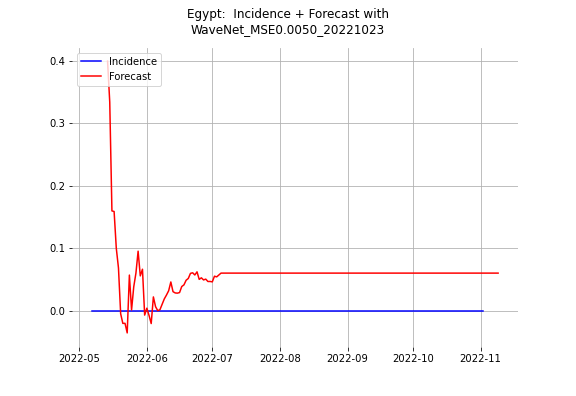 Egypt:  Incidence + Forecast with
WaveNet_MSE0.0050_20221023
Incidence
Forecast
0.4
0.3
0.2
0.1
0.0
2022-05 2022-06 2022-07 2022-08 2022-09 2022-10 2022-11